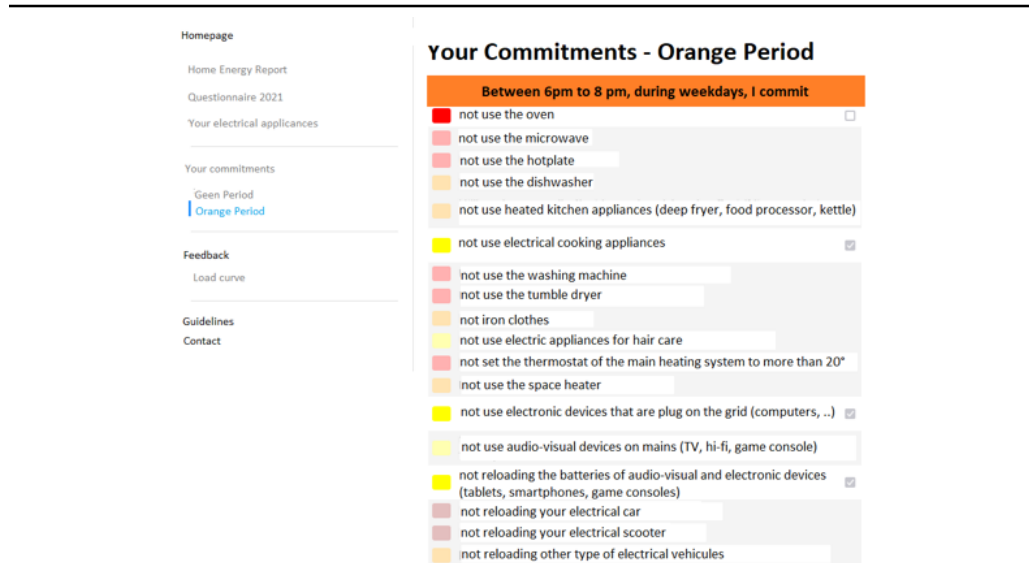 Homepage
Home Energy Report
Questionnaire 2021
Your electrical applicances
Your commitments
Geen Period
Orange Period
Feedback
Load curve
Guidelines
Contact
Your Commitments - Orange Period
Between 6pm to 8 pm, during weekdays, I commit
not use the oven
not use the microwave
not use the hotplate
not use the dishwasher
not use heated kitchen appliances (deep fryer, food processor, kettle)
not use electrical cooking appliances
not use the washing machine
not use the tumble dryer
not iron clothes
not use electric appliances for hair care
not set the thermostat of the main heating system to more than 20°
not use the space heater
not use electronic devices that are plug on the grid (computers, ..)
not use audio-visual devices on mains (TV, hi-fi, game console)
not reloading the batteries of audio-visual and electronic devices
(tablets, smartphones, game consoles)
not reloading your electrical car
not reloading your electrical scooter
not reloading other type of electrical vehicules